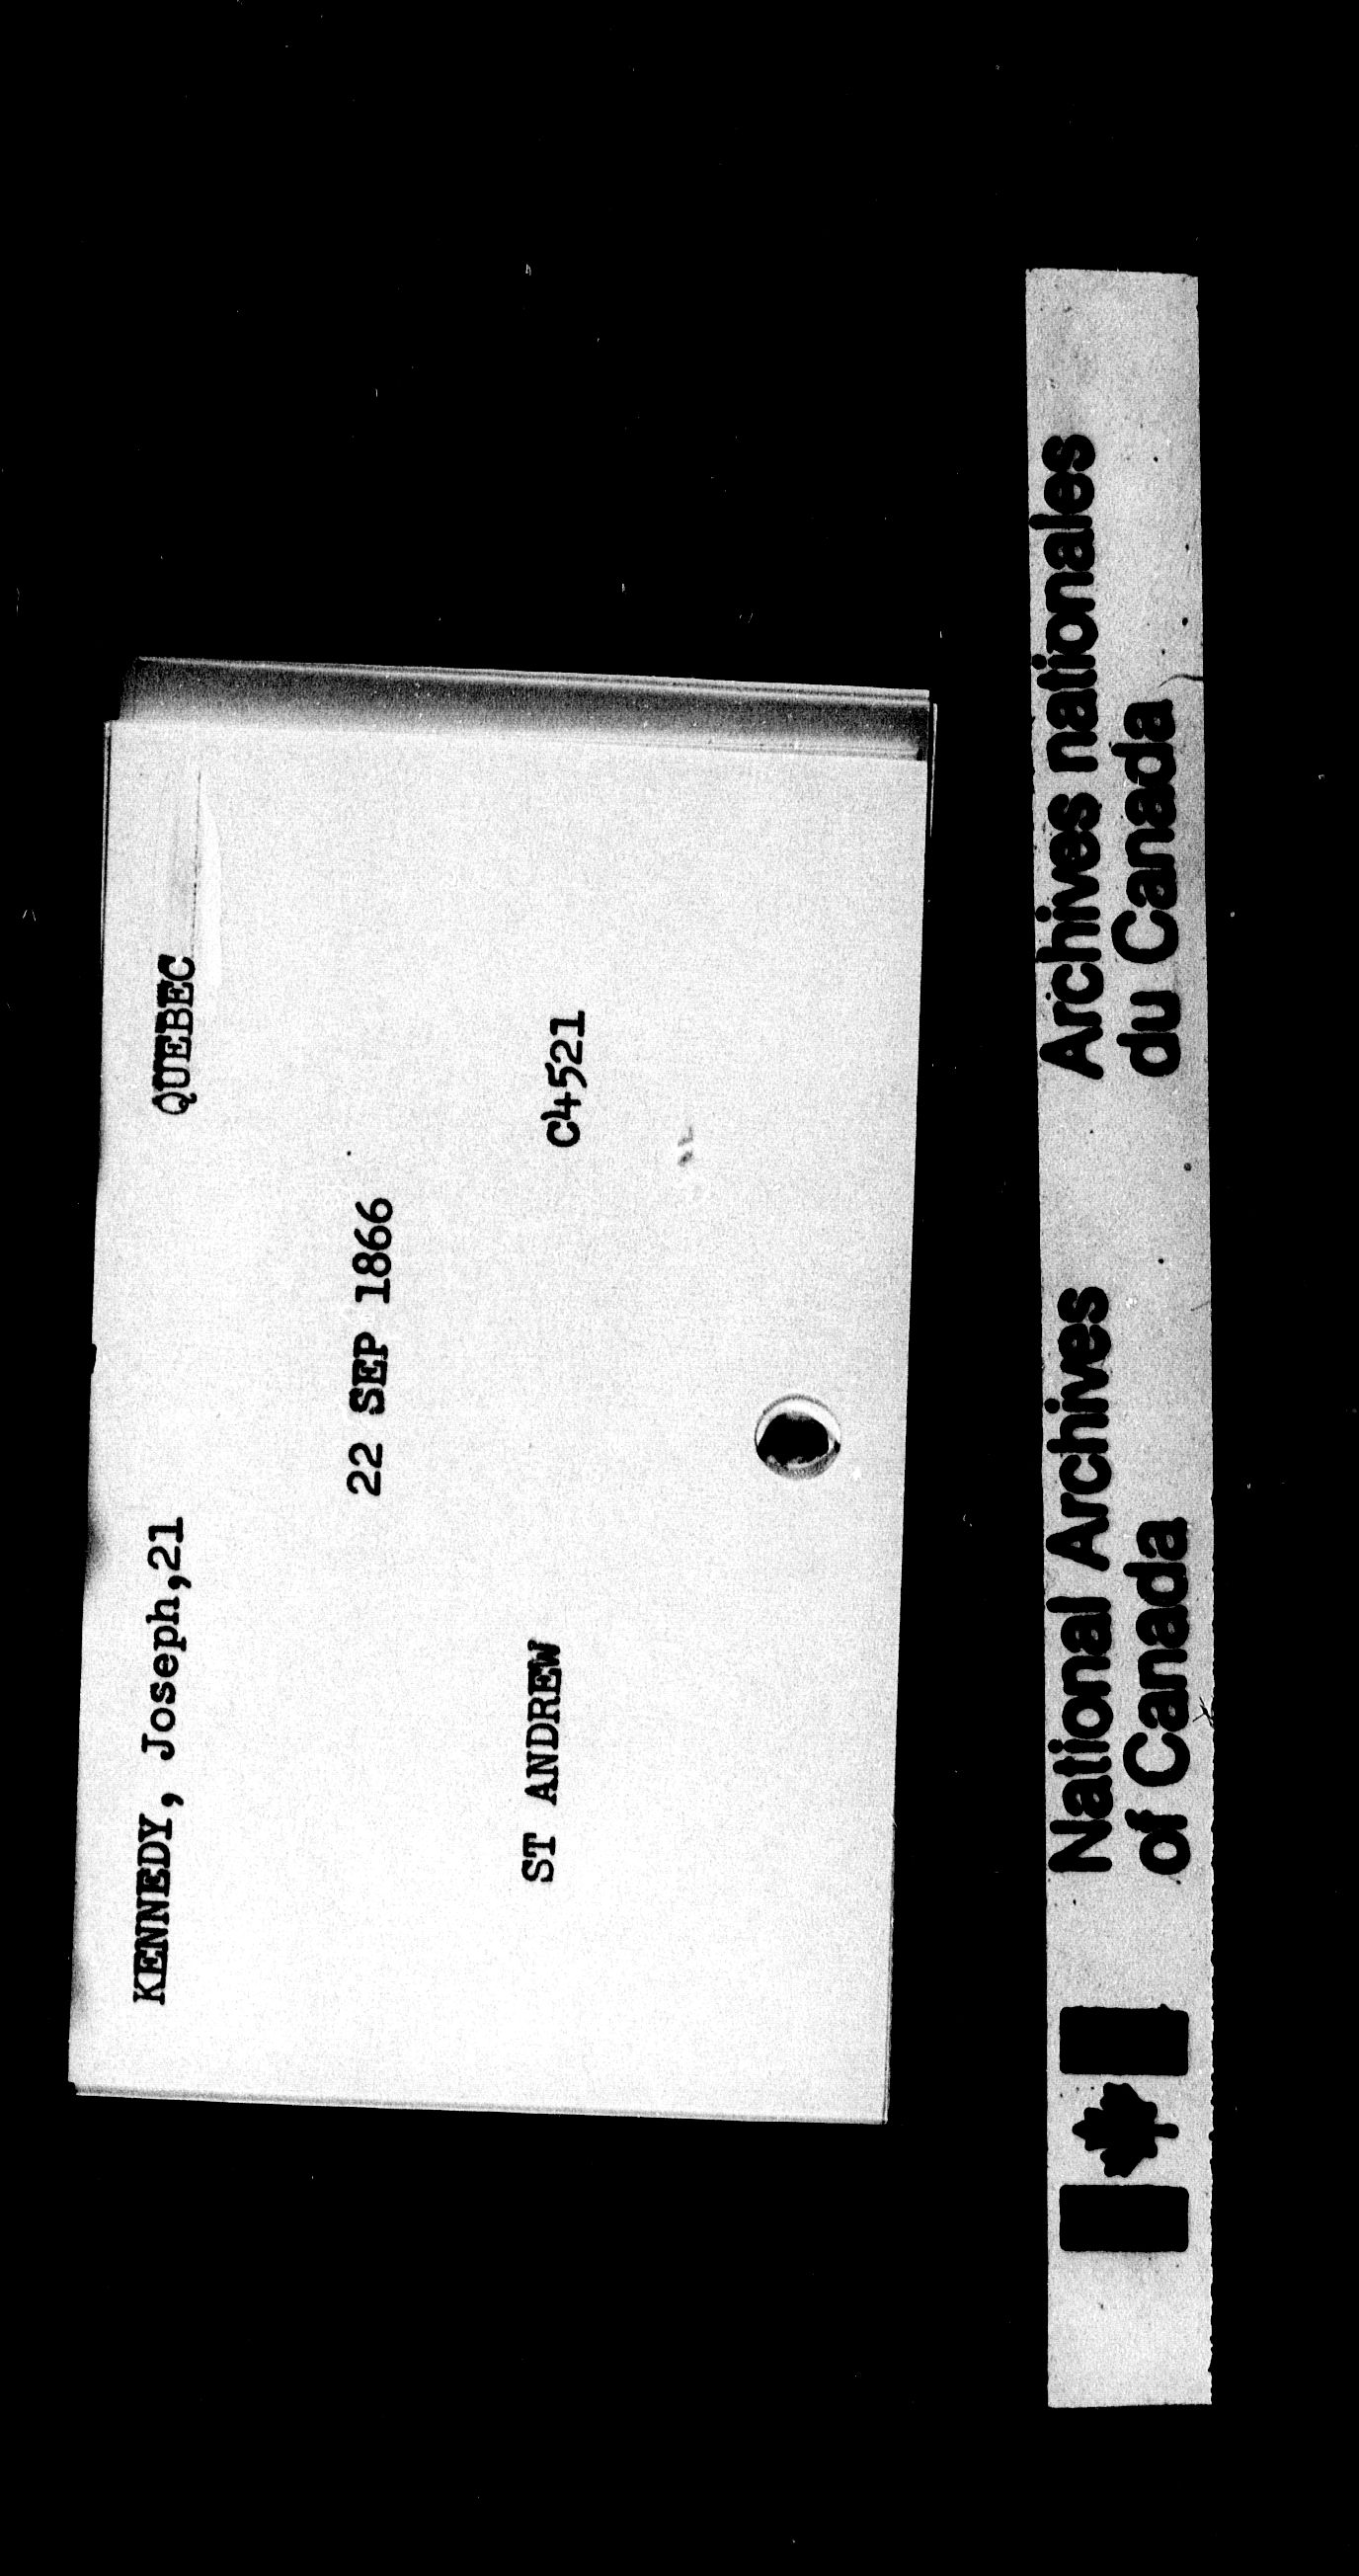 KENNEDY, Joseph,21 QUEBEC
22 SEP 1866
ST ANDREW C4521
National Archives
of Canada
Archives nationales
du Canada